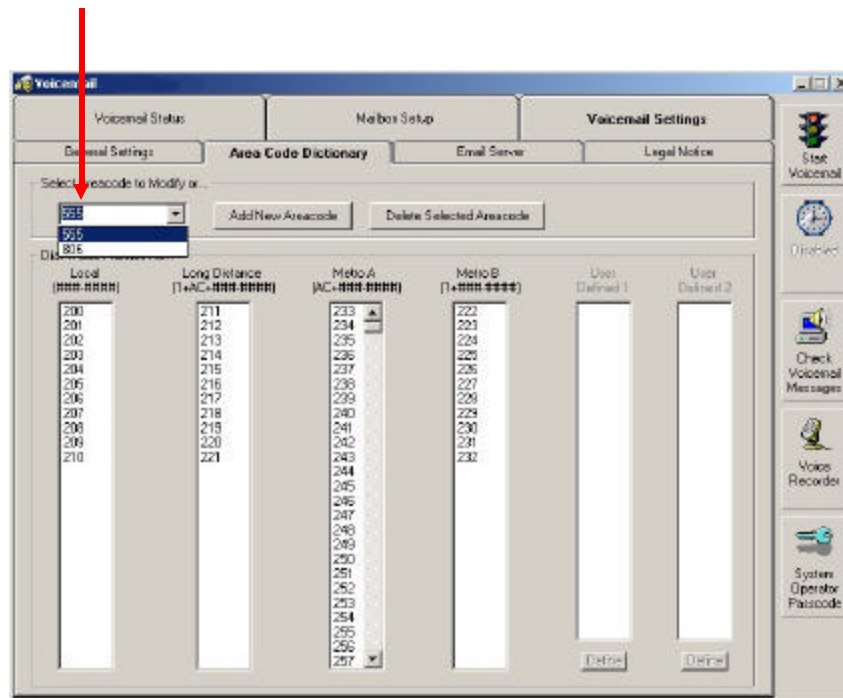 Voicemail
Voicemail Status
Mailbox Setup
Voicemail Settings
General Settings
Area Code Dictionary
Email Server
Legal Notice
Select Areacode to Modify or...
555
Add New Areacode
Delete Selected Areacode
555
806
Local
(###-####)
200
201
202
203
204
205
206
207
208
209
210
Long Distance
(1+AC+###-####)
211
212
213
214
215
216
217
218
219
220
221
Metro A
(AC+###-####)
233
234
235
236
237
238
239
240
241
242
243
244
245
246
247
248
249
250
251
252
253
254
255
256
257
Metro B
(1+###-####)
222
223
224
225
226
227
228
229
230
231
232
User
Defined 1
Define
User
Defined 2
Define
Start
Voicemail
Disabled
Check
Voicemail
Messages
Voice
Recorder
System
Operator
Passcode